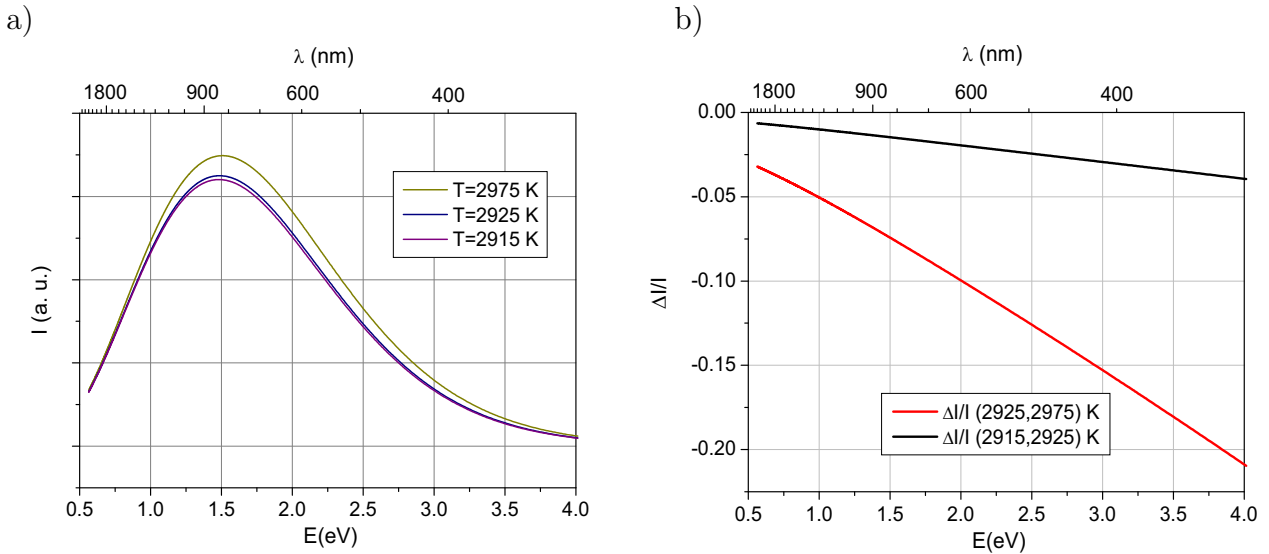 a)
λ (nm)
1800 900 600 400
I (a. u.)
T=2975 K
T=2925 K
T=2915 K
0.5 1.0 1.5 2.0 2.5 3.0 3.5 4.0
E(eV)
b)
λ (nm)
1800 900 600 400
0.00
-0.05
-0.10
-0.15
-0.20
ΔI/I
ΔI/I (2925,2975) K
ΔI/I (2915,2925) K
0.5 1.0 1.5 2.0 2.5 3.0 3.5 4.0
E(eV)